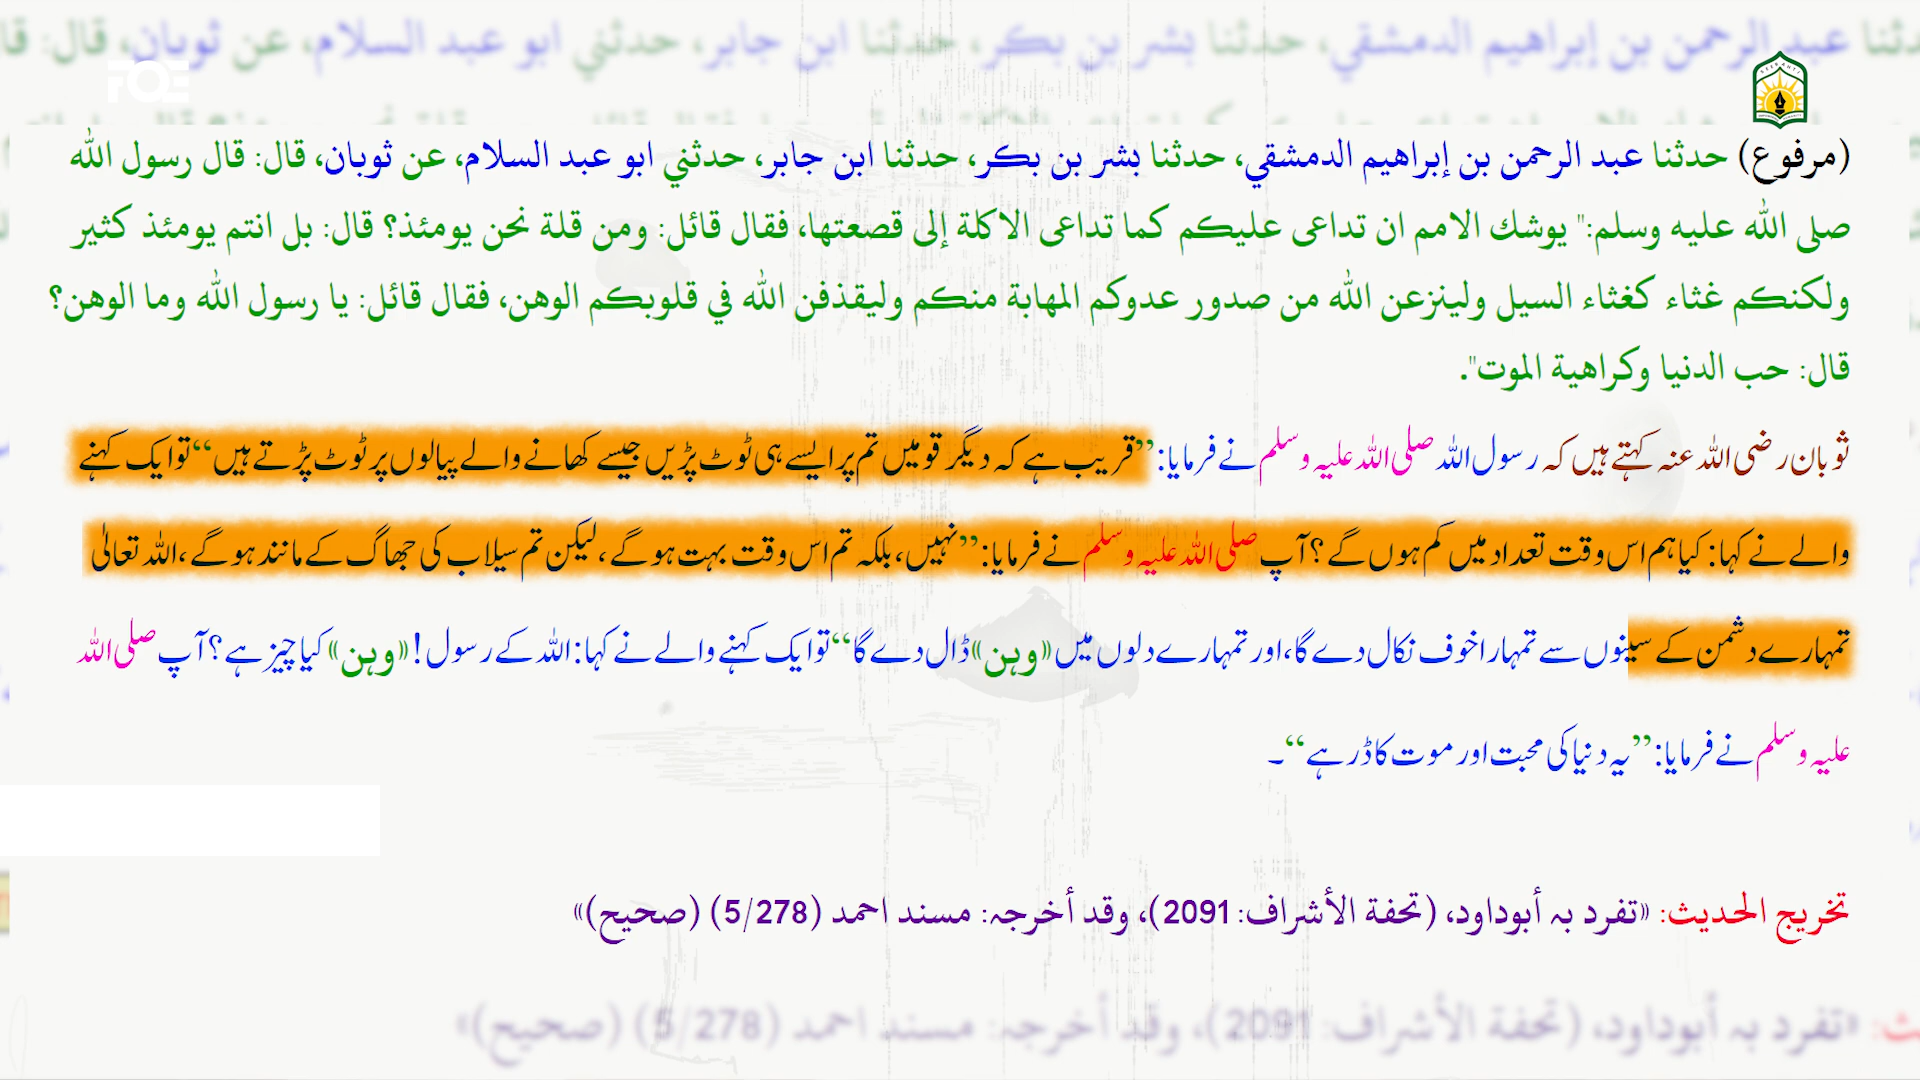 FOE
(مرفوع) حدثنا عبد الرحمن بن إبراهيم الدمشقي، حدثنا بشر بن بكر، حدثنا ابن جابر، حدثني ابو عبد السلام، عن ثوبان، قال: قال رسول الله
صلى الله عليه وسلم:" يوشك الامم ان تداعى عليكم كما تداعى الاكلة إلى قصعتها، فقال قائل: ومن قلة نحن يومئذ؟ قال: بل انتم يومئذ كثير
ولكنكم غثاء كغثاء السيل ولينزعن الله من صدور عدوكم المهابة منكم وليقذفن الله في قلوبكم الوهن، فقال قائل: يا رسول الله وما الوهن؟
قال: حب الدنيا وكراهية الموت".
ثوبان رضی اللہ عنہ کہتے ہیں کہ رسول اللہ صلی اللہ علیہ وسلم نے فرمایا: ”قریب ہے کہ دیگر قومیں تم پر ایسے ہی ٹوٹ پڑیں جیسے کھانے والے پیالوں پر ٹوٹ پڑتے ہیں“ تو ایک کہنے
والے نے کہا: کیا ہم اس وقت تعداد میں کم ہوں گے؟ آپ صلی اللہ علیہ وسلم نے فرمایا: ”نہیں، بلکہ تم اس وقت بہت ہو گے، لیکن تم سیلاب کی جھاگ کے مانند ہو گے، اللہ تعالیٰ
تمہارے دشمن کے سینوں سے تمہارا خوف نکال دے گا، اور تمہارے دلوں میں «وہن» ڈال دے گا“ تو ایک کہنے والے نے کہا: اللہ کے رسول! «وہن» کیا چیز ہے؟ آپ صلی اللہ
علیہ وسلم نے فرمایا: ”یہ دنیا کی محبت اور موت کا ڈر ہے“۔
تخریج الحدیث: «تفرد بہ أبوداود، (تحفة الأشراف: 2091)، وقد أخرجہ: مسند احمد (5/278) (صحیح)»